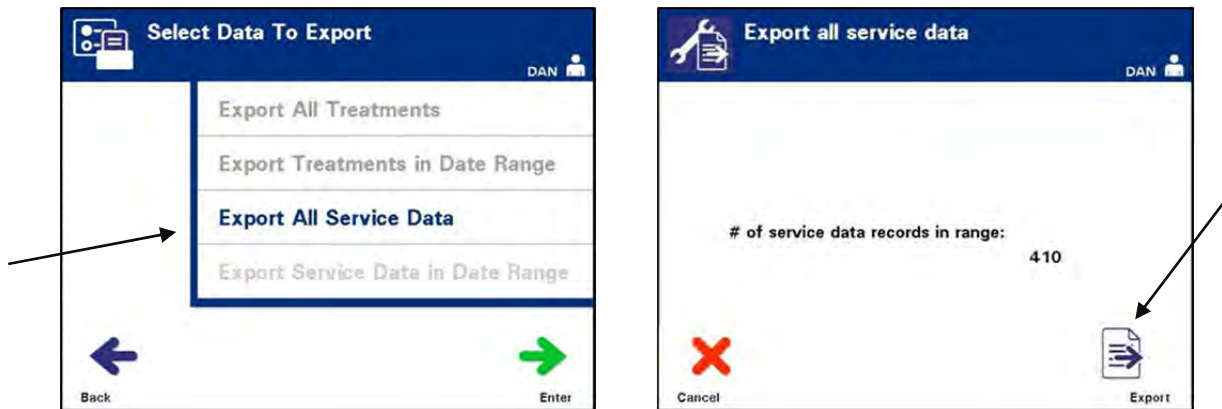 Select Data To Export
DAN
Export All Treatments
Export Treatments in Date Range
Export All Service Data
Export Service Data in Date Range
Back
Enter
Export all service data
DAN
# of service data records in range:
410
Cancel
Export